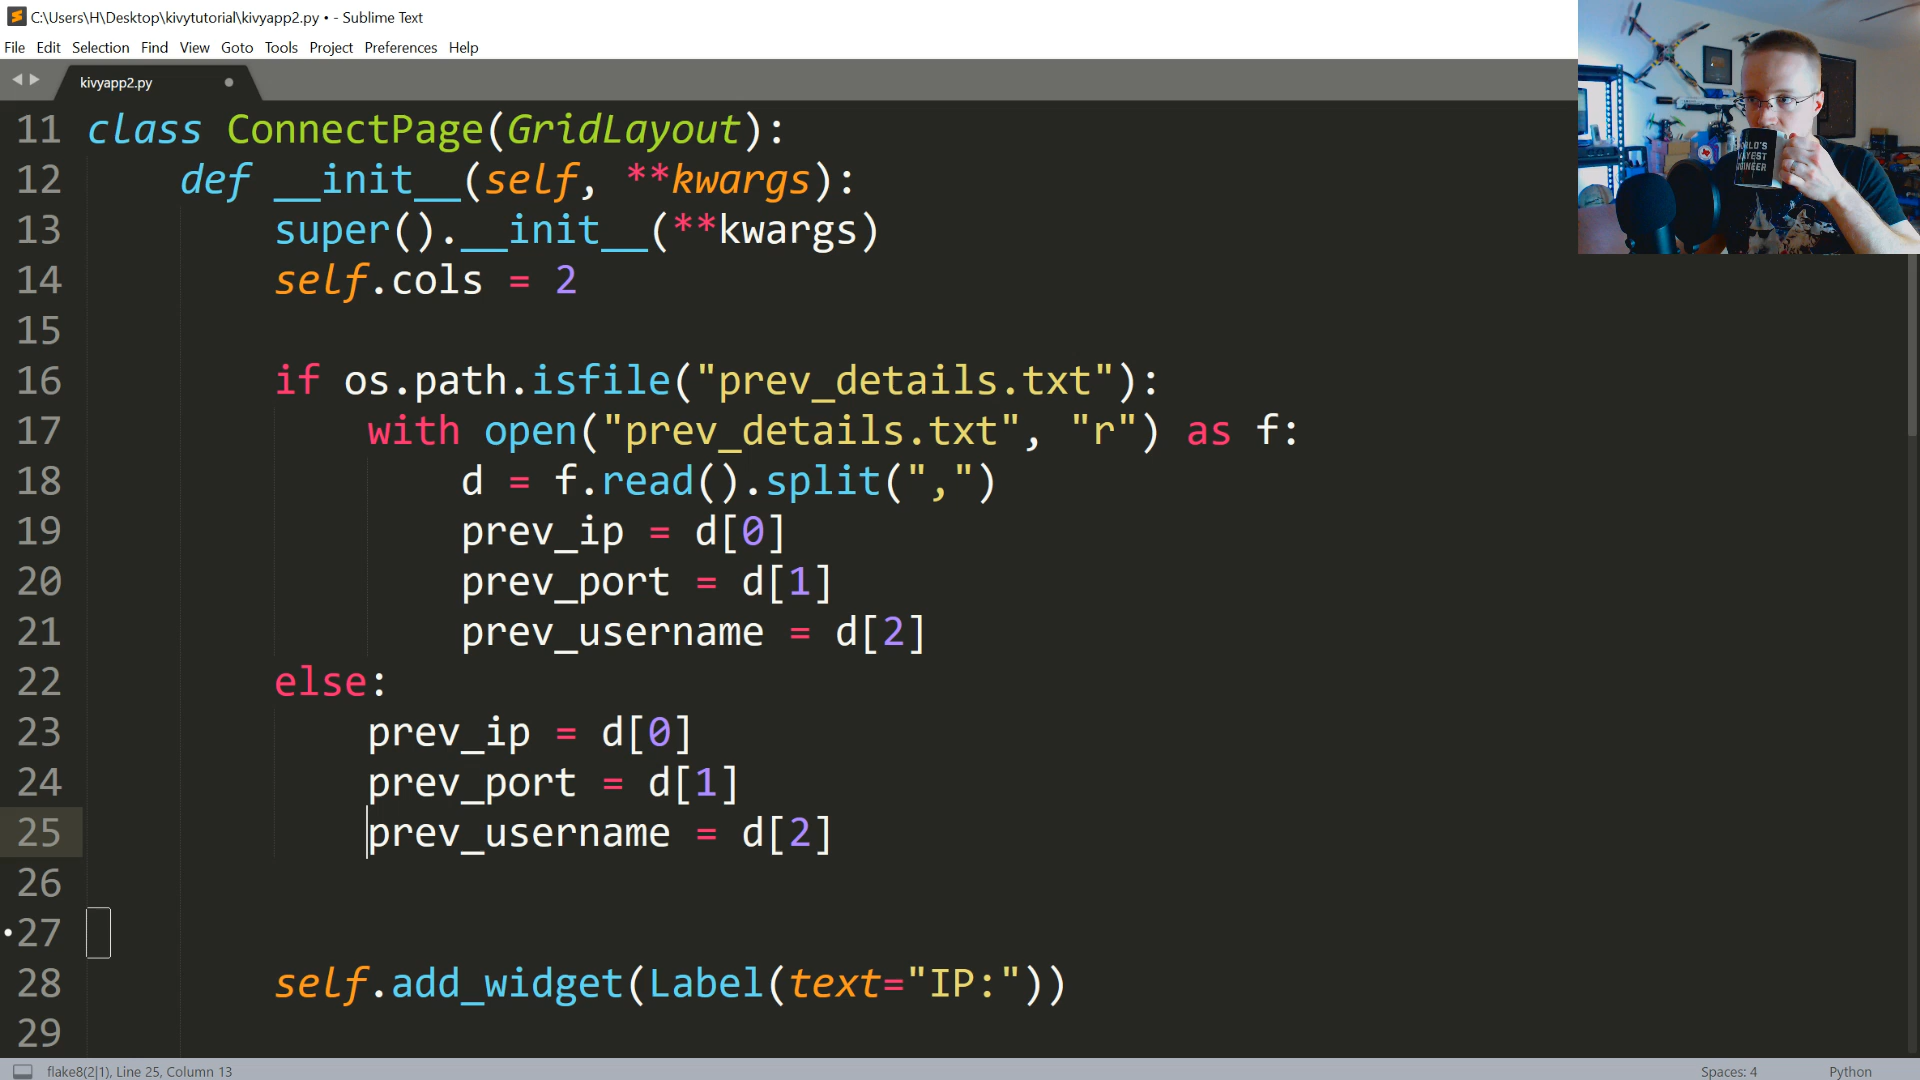 C:\Users\H\Desktop\kivytutorial\kivyapp2.py • - Sublime Text
File Edit Selection Find View Goto Tools Project Preferences Help
kivyapp2.py
11 class ConnectPage(GridLayout):
12 def __init__(self, **kwargs):
13 super().__init__(**kwargs)
14 self.cols = 2
15
16 if os.path.isfile("prev_details.txt"):
17 with open("prev_details.txt", "r") as f:
18 d = f.read().split(",")
19 prev_ip = d[0]
20 prev_port = d[1]
21 prev_username = d[2]
22 else:
23 prev_ip = d[0]
24 prev_port = d[1]
25 prev_username = d[2]
26
27
28 self.add_widget(Label(text="IP:"))
29
flake8(2|1), Line 25, Column 13
Spaces: 4
Python